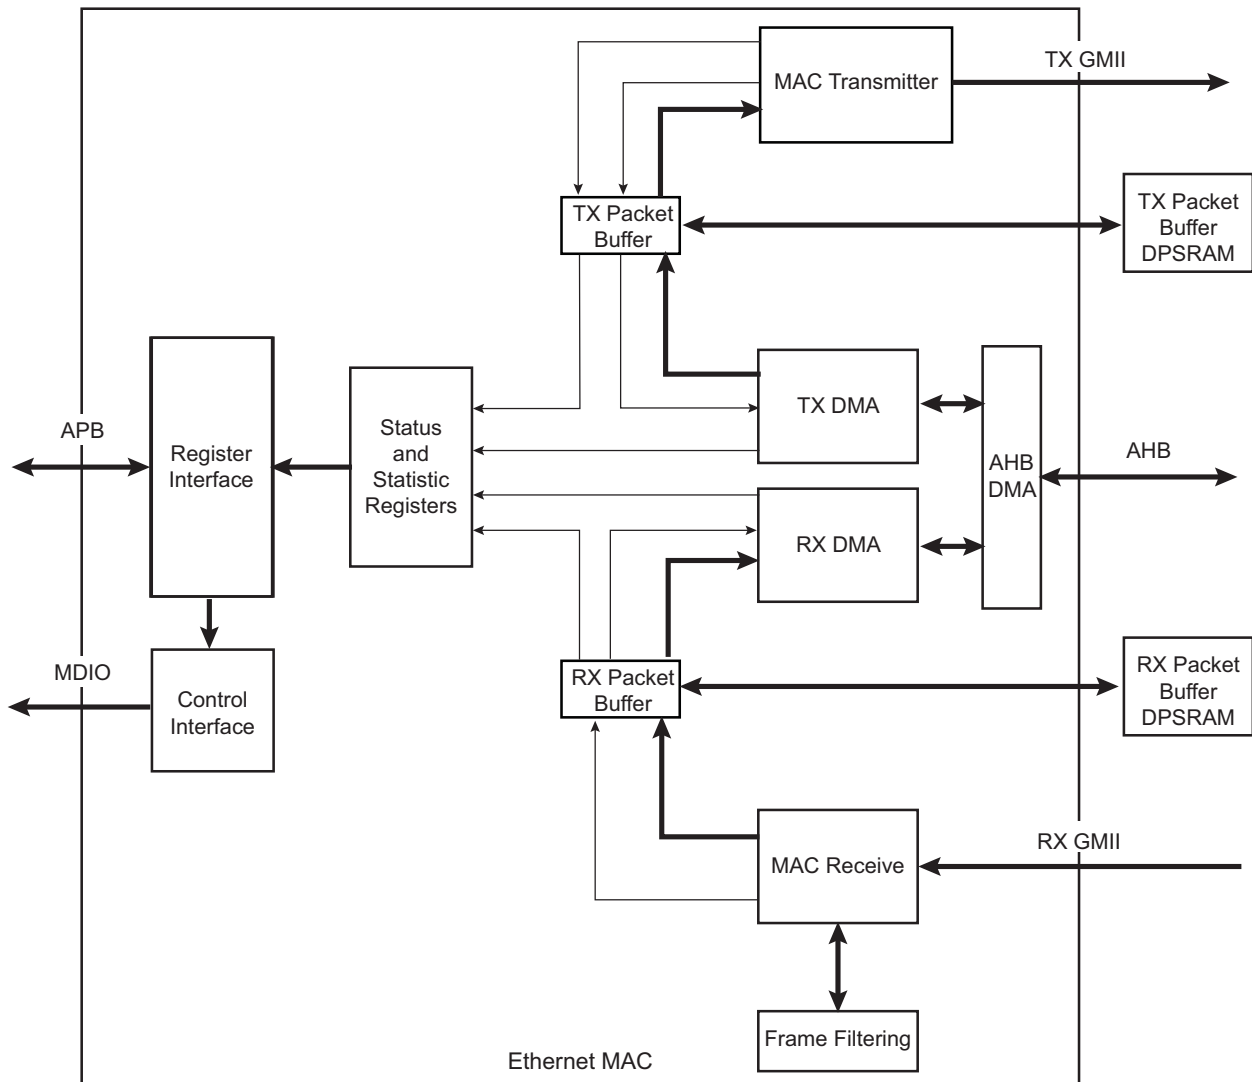 TX GMII
MAC Transmitter
TX Packet
Buffer
TX Packet
Buffer
DPSRAM
APB
Register
Interface
Status
and
Statistic
Registers
TX DMA
RX DMA
AHB
DMA
AHB
MDIO
Control
Interface
RX Packet
Buffer
RX Packet
Buffer
DPSRAM
MAC Receive
RX GMII
Frame Filtering
Ethernet MAC